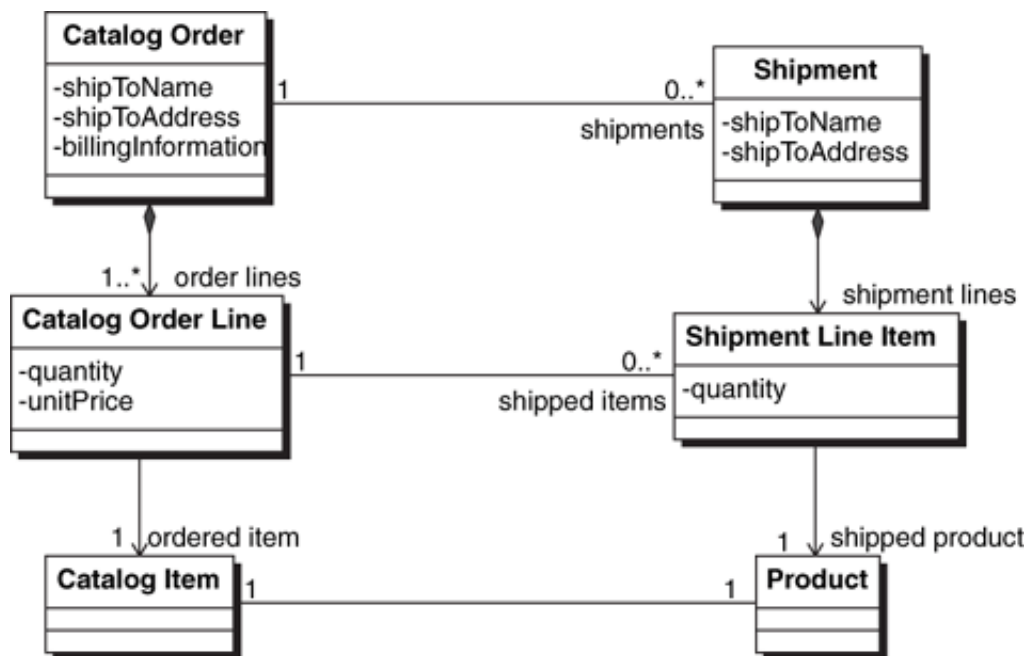 Catalog Order
-shipToName
-shipToAddress
-billingInformation
1
0..*
shipments
Shipment
-shipToName
-shipToAddress
1..*
order lines
shipment lines
Catalog Order Line
-quantity
-unitPrice
1
0..*
shipped items
Shipment Line Item
-quantity
1
ordered item
1
shipped product
Catalog Item
1
1
Product